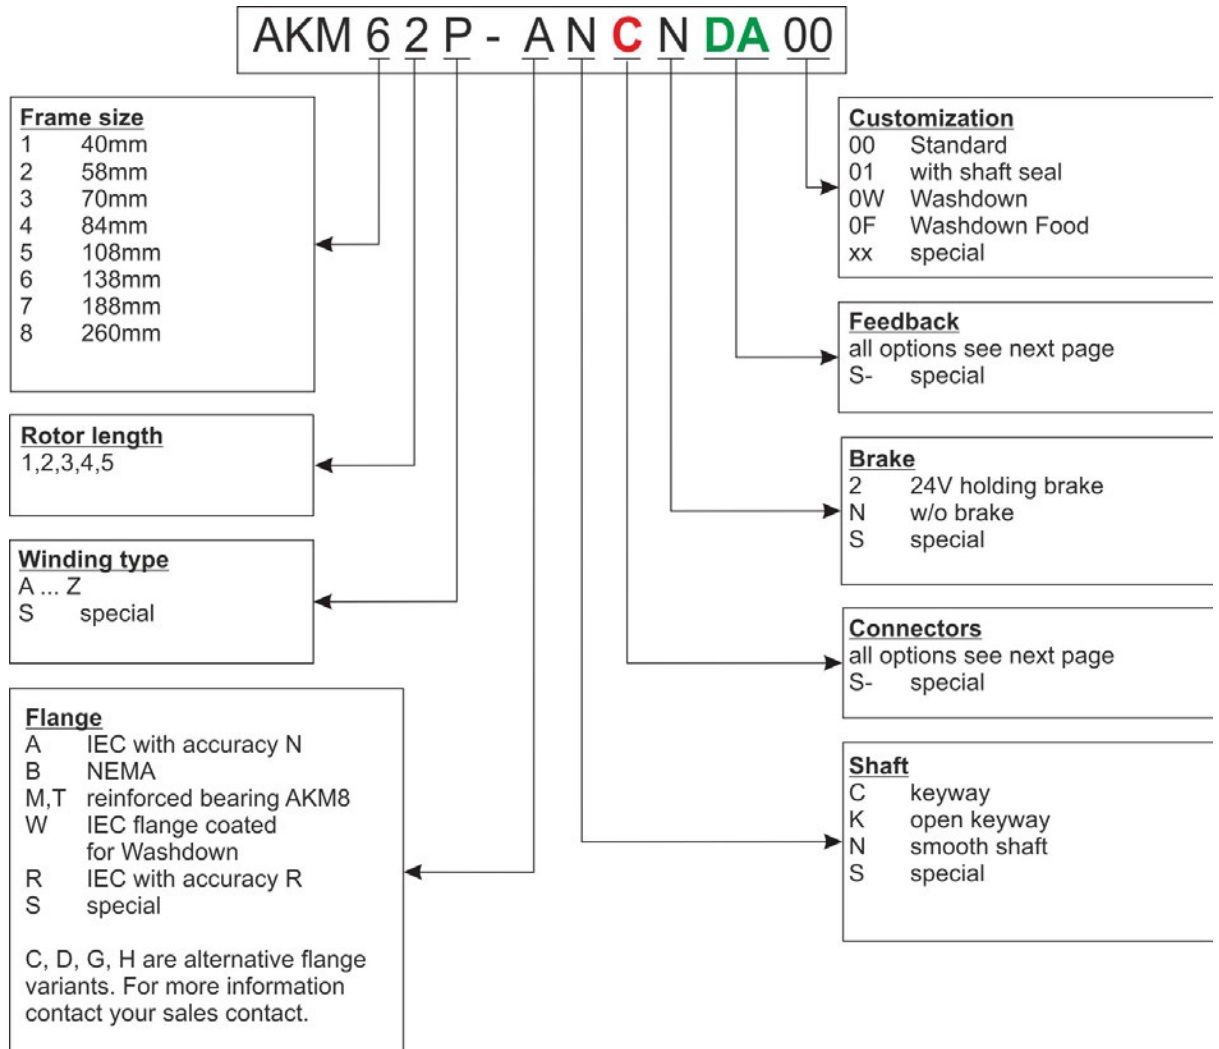 AKM 6 2 P - A N C N DA 00
Frame size
1 40mm
2 58mm
3 70mm
4 84mm
5 108mm
6 138mm
7 188mm
8 260mm
Rotor length
1,2,3,4,5
Winding type
A ... Z
S special
Flange
A IEC with accuracy N
B NEMA
M,T reinforced bearing AKM8
W IEC flange coated
for Washdown
R IEC with accuracy R
S special
C, D, G, H are alternative flange
variants. For more information
contact your sales contact.
Customization
00 Standard
01 with shaft seal
0W Washdown
0F Washdown Food
xx special
Feedback
all options see next page
S- special
Brake
2 24V holding brake
N w/o brake
S special
Connectors
all options see next page
S- special
Shaft
C keyway
K open keyway
N smooth shaft
S special